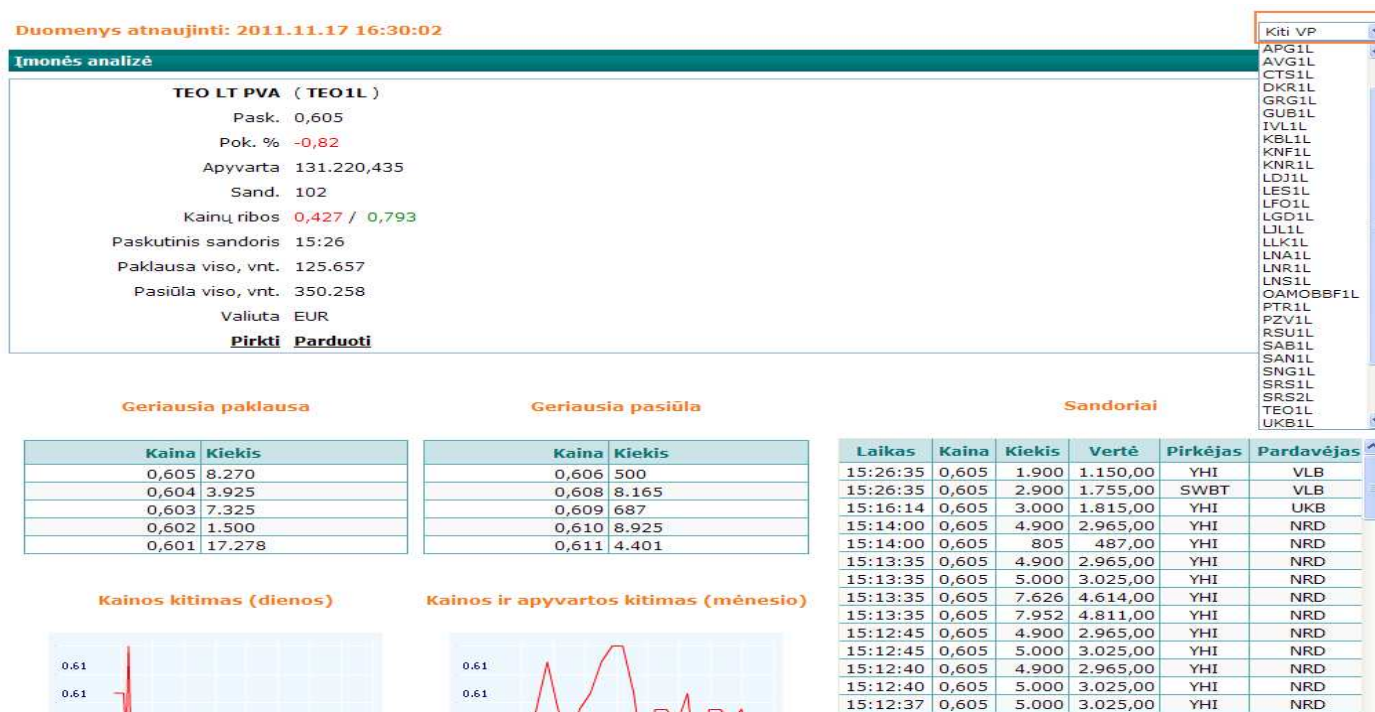 Duomenys atnaujinti: 2011.11.17 16:30:02
Kiti VP
APG1L
AVG1L
CTS1L
DKR1L
GRG1L
GUB1L
IVL1L
KBL1L
KNF1L
KNR1L
LDJ1L
LES1L
LFO1L
LGD1L
LJL1L
LLK1L
LNA1L
LNR1L
LNS1L
OAMOBBF1L
PTR1L
PZV1L
RSU1L
SAB1L
SAN1L
SNG1L
SRS1L
SRS2L
TEO1L
UKB1L
Įmonės analizė
TEO LT PVA ( TEO1L )
Pask. 0,605
Pok. % -0,82
Apyvarta 131.220,435
Sand. 102
Kainų ribos 0,427 / 0,793
Paskutinis sandoris 15:26
Paklausa viso, vnt. 125.657
Pasiūla viso, vnt. 350.258
Valiuta EUR
Pirkti Parduoti
Geriausia paklausa
Kaina Kiekis
0,605 8.270
0,604 3.925
0,603 7.325
0,602 1.500
0,601 17.278
Geriausia pasiūla
Kaina Kiekis
0,606 500
0,608 8.165
0,609 687
0,610 8.925
0,611 4.401
Sandoriai
Laikas Kaina Kiekis Vertė Pirkėjas Pardavėjas
15:26:35 0,605 1.900 1.150,00 YHI VLB
15:26:35 0,605 2.900 1.755,00 SWBT VLB
15:16:14 0,605 3.000 1.815,00 YHI UKB
15:14:00 0,605 4.900 2.965,00 YHI NRD
15:14:00 0,605 805 487,00 YHI NRD
15:13:35 0,605 4.900 2.965,00 YHI NRD
15:13:35 0,605 5.000 3.025,00 YHI NRD
15:13:35 0,605 7.626 4.614,00 YHI NRD
15:13:35 0,605 7.952 4.811,00 YHI NRD
15:12:45 0,605 4.900 2.965,00 YHI NRD
15:12:45 0,605 5.000 3.025,00 YHI NRD
15:12:40 0,605 4.900 2.965,00 YHI NRD
15:12:40 0,605 5.000 3.025,00 YHI NRD
15:12:37 0,605 5.000 3.025,00 YHI NRD
Kainos kitimas (dienos)
0.61
0.61
Kainos ir apyvartos kitimas (mėnesio)
0.61
0.61